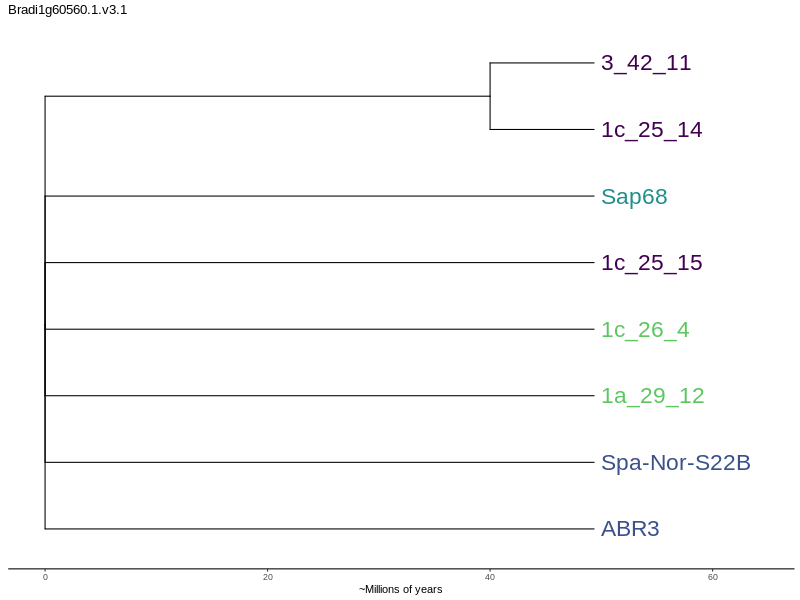 Bradi1g60560.1.v3.1
3_42_11
1c_25_14
Sap68
1c_25_15
1c_26_4
1a_29_12
Spa-Nor-S22B
ABR3
0 20 40 60
~Millions of years